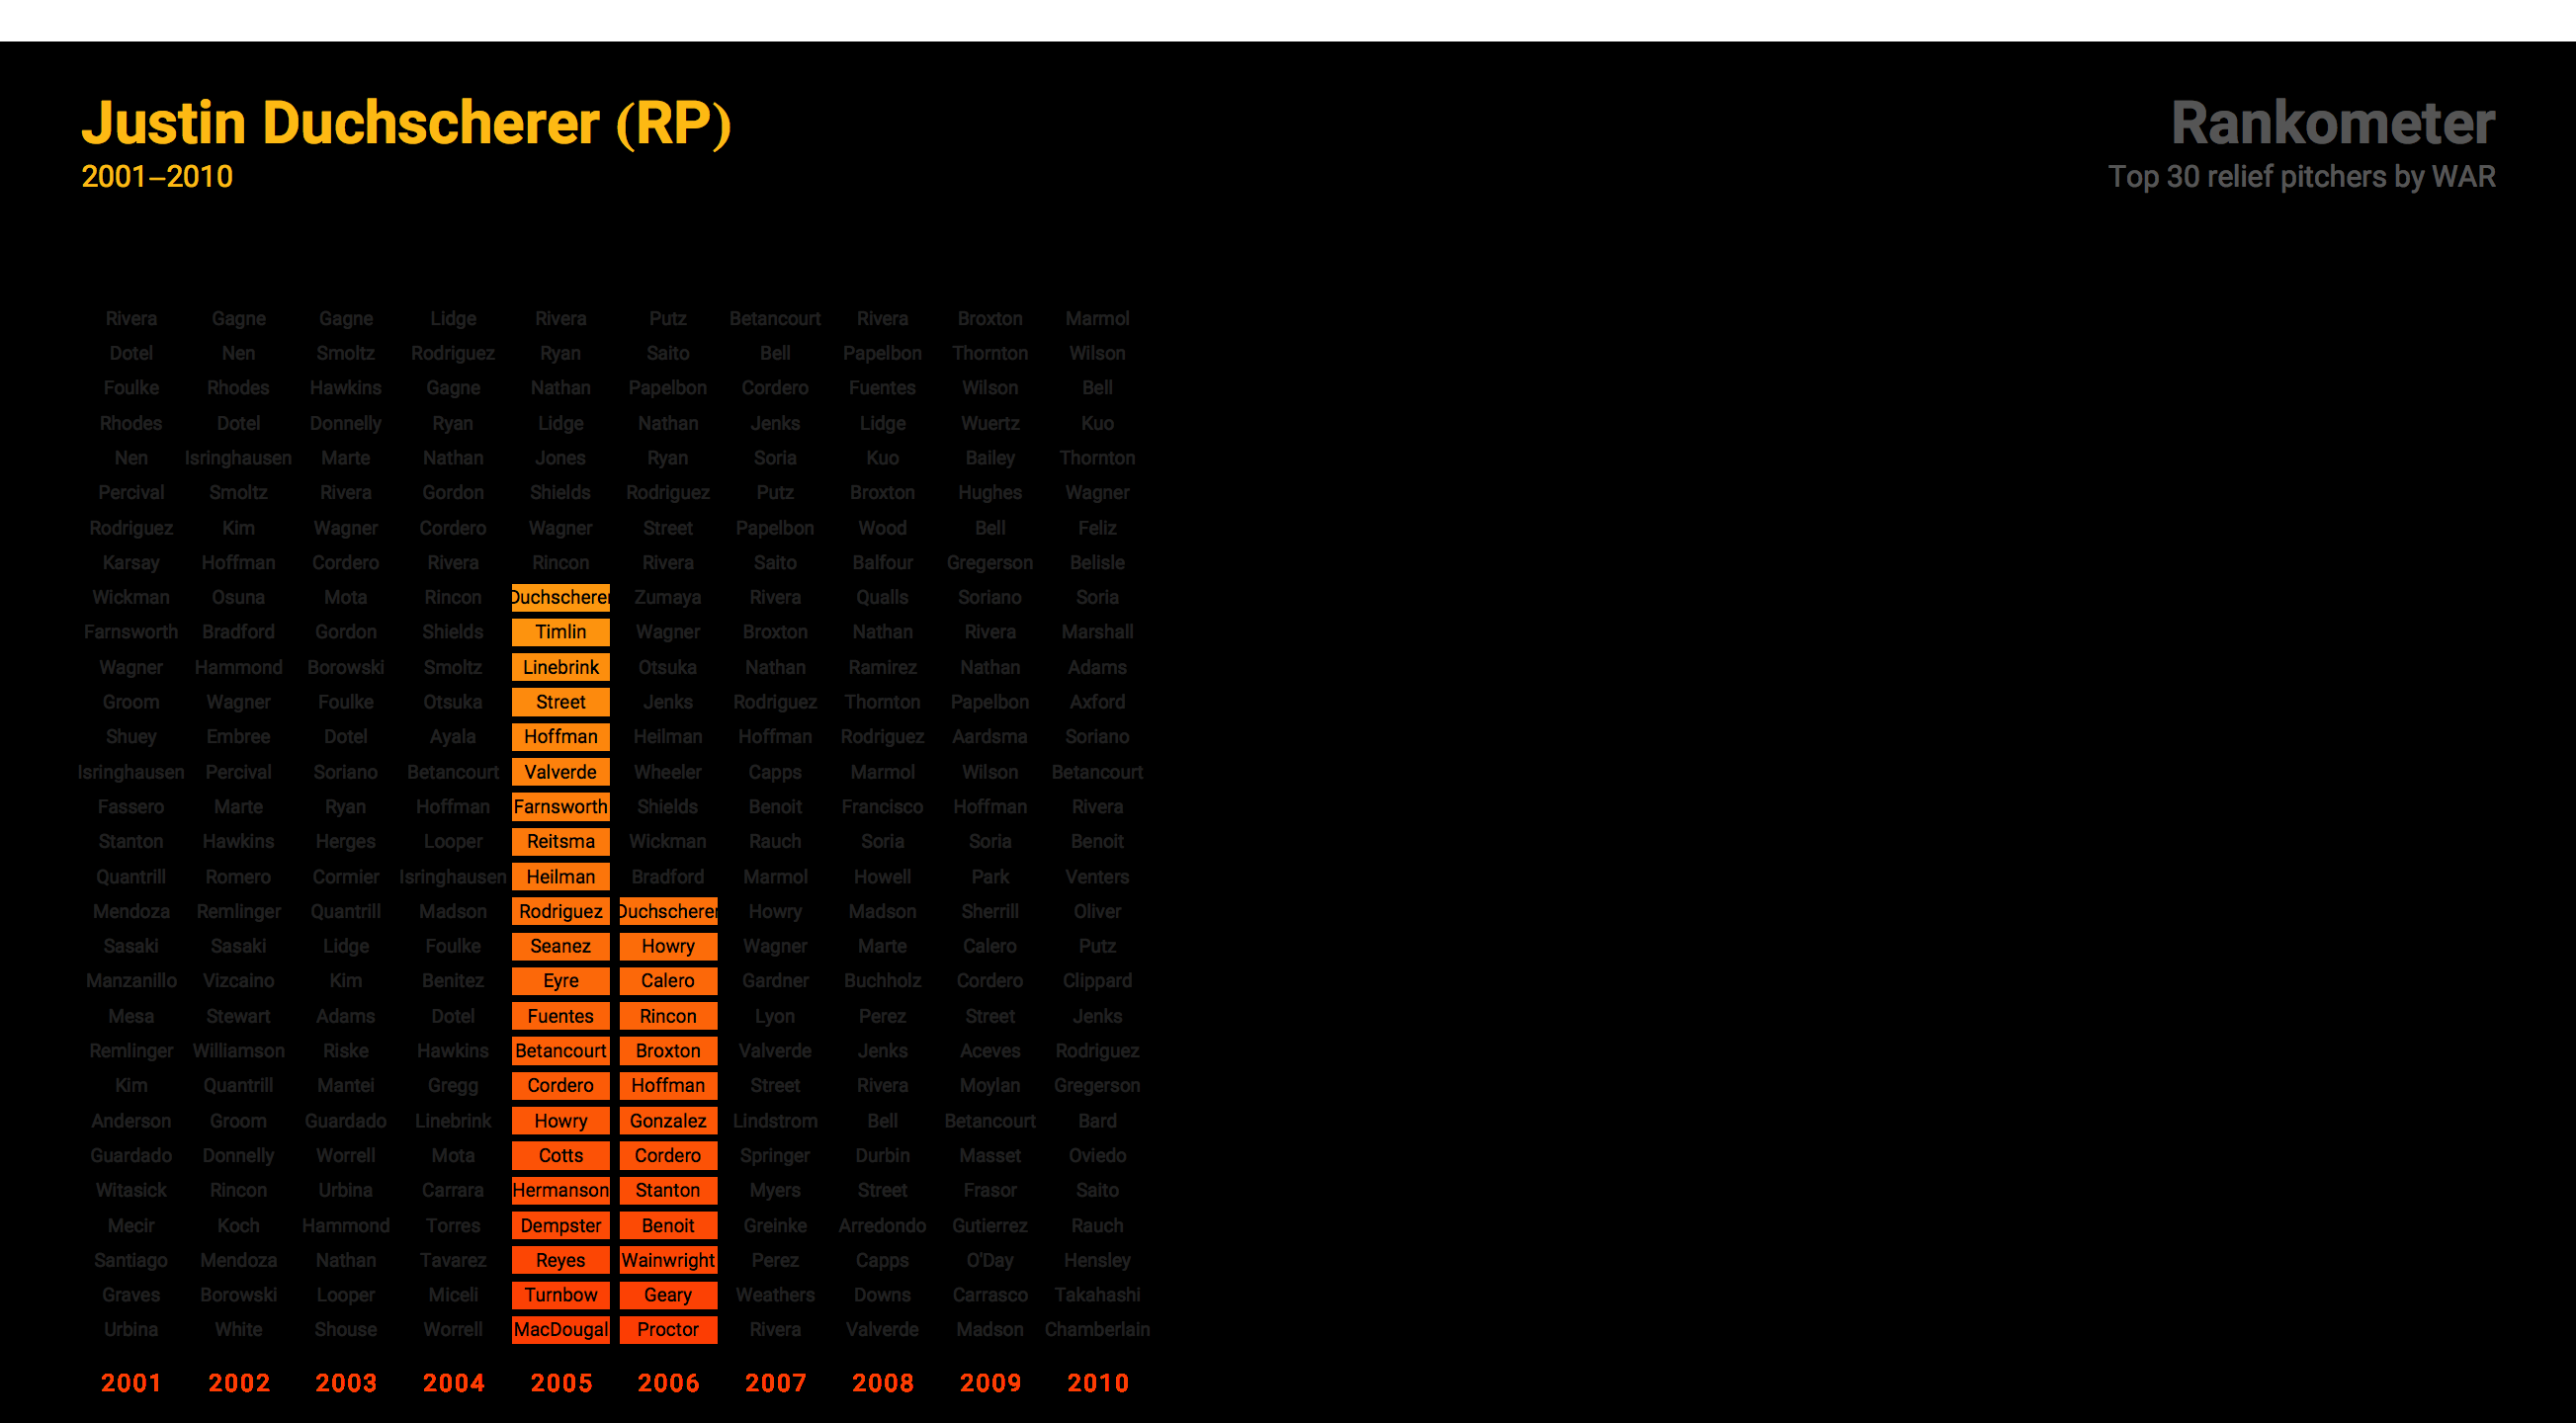 Justin Duchscherer (RP)
2001–2010
Rankometer
Top 30 relief pitchers by WAR
Rivera Gagne Gagne Lidge Rivera Putz Betancourt Rivera Broxton Marmol
Dotel Nen Smoltz Rodriguez Ryan Saito Bell Papelbon Thornton Wilson
Foulke Rhodes Hawkins Gagne Nathan Papelbon Cordero Fuentes Wilson Bell
Rhodes Dotel Donnelly Ryan Lidge Nathan Jenks Lidge Wuertz Kuo
Nen Isringhausen Marte Nathan Jones Ryan Soria Kuo Bailey Thornton
Percival Smoltz Rivera Gordon Shields Rodriguez Putz Broxton Hughes Wagner
Rodriguez Kim Wagner Cordero Wagner Street Papelbon Wood Bell Feliz
Karsay Hoffman Cordero Rivera Rincon Rivera Saito Balfour Gregerson Belisle
Wickman Osuna Mota Rincon Duchscherer Zumaya Rivera Qualls Soriano Soria
Farnsworth Bradford Gordon Shields Timlin Wagner Broxton Nathan Rivera Marshall
Wagner Hammond Borowski Smoltz Linebrink Otsuka Nathan Ramirez Nathan Adams
Groom Wagner Foulke Otsuka Street Jenks Rodriguez Thornton Papelbon Axford
Shuey Embree Dotel Ayala Hoffman Heilman Hoffman Rodriguez Aardsma Soriano
Isringhausen Percival Soriano Betancourt Valverde Wheeler Capps Marmol Wilson Betancourt
Fassero Marte Ryan Hoffman Farnsworth Shields Benoit Francisco Hoffman Rivera
Stanton Hawkins Herges Looper Reitsma Wickman Rauch Soria Soria Benoit
Quantrill Romero Cormier Isringhausen Heilman Bradford Marmol Howell Park Venters
Mendoza Remlinger Quantrill Madson Rodriguez Duchscherer Howry Madson Sherrill Oliver
Sasaki Sasaki Lidge Foulke Seanez Howry Wagner Marte Calero Putz
Manzanillo Vizcaino Kim Benitez Eyre Calero Gardner Buchholz Cordero Clippard
Mesa Stewart Adams Dotel Fuentes Rincon Lyon Perez Street Jenks
Remlinger Williamson Riske Hawkins Betancourt Broxton Valverde Jenks Aceves Rodriguez
Kim Quantrill Mantei Gregg Cordero Hoffman Street Rivera Moylan Gregerson
Anderson Groom Guardado Linebrink Howry Gonzalez Lindstrom Bell Betancourt Bard
Guardado Donnelly Worrell Mota Cotts Cordero Springer Durbin Masset Oviedo
Witasick Rincon Urbina Carrara Hermanson Stanton Myers Street Frasor Saito
Mecir Koch Hammond Torres Dempster Benoit Greinke Arredondo Gutierrez Rauch
Santiago Mendoza Nathan Tavarez Reyes Wainwright Perez Capps O'Day Hensley
Graves Borowski Looper Miceli Turnbow Geary Weathers Downs Carrasco Takahashi
Urbina White Shouse Worrell MacDougal Proctor Rivera Valverde Madson Chamberlain
2001 2002 2003 2004 2005 2006 2007 2008 2009 2010